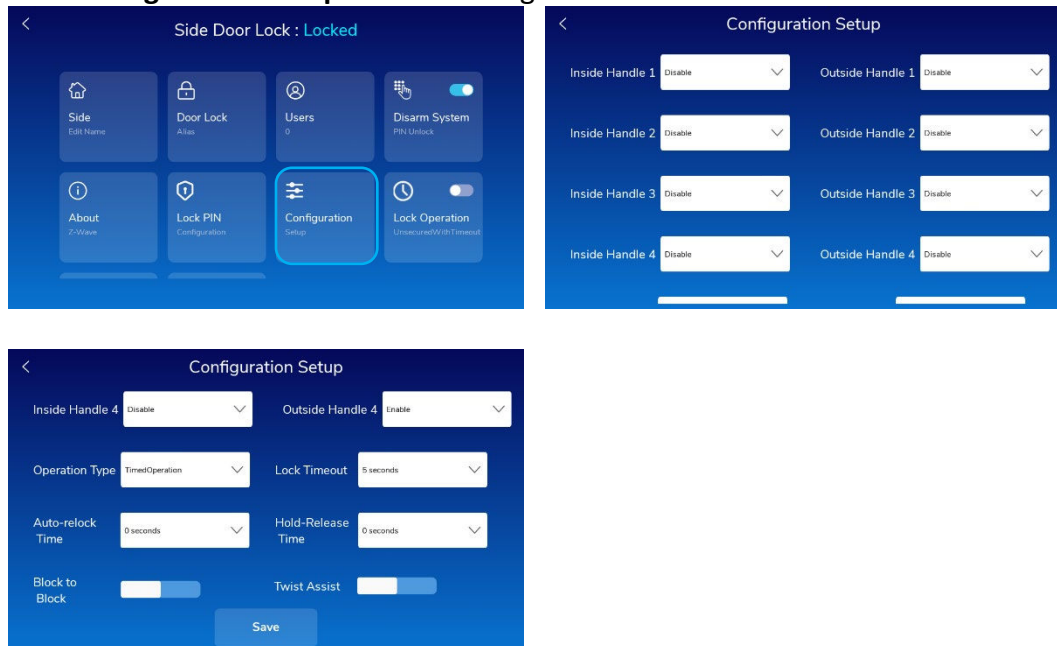 Side Door Lock : Locked
Side
Edit Name
Door Lock
Alias
Users
0
Disarm System
PIN Unlock
About
Z-Wave
Lock PIN
Configuration
Configuration
Setup
Lock Operation
UnsecuredWithTimeout
Configuration Setup
Inside Handle 1 Disable Outside Handle 1 Disable
Inside Handle 2 Disable Outside Handle 2 Disable
Inside Handle 3 Disable Outside Handle 3 Disable
Inside Handle 4 Disable Outside Handle 4 Disable
Configuration Setup
Inside Handle 4 Disable Outside Handle 4 Enable
Operation Type TimedOperation Lock Timeout 5 seconds
Auto-relock Time 0 seconds Hold-Release Time 0 seconds
Block to Block Twist Assist
Save